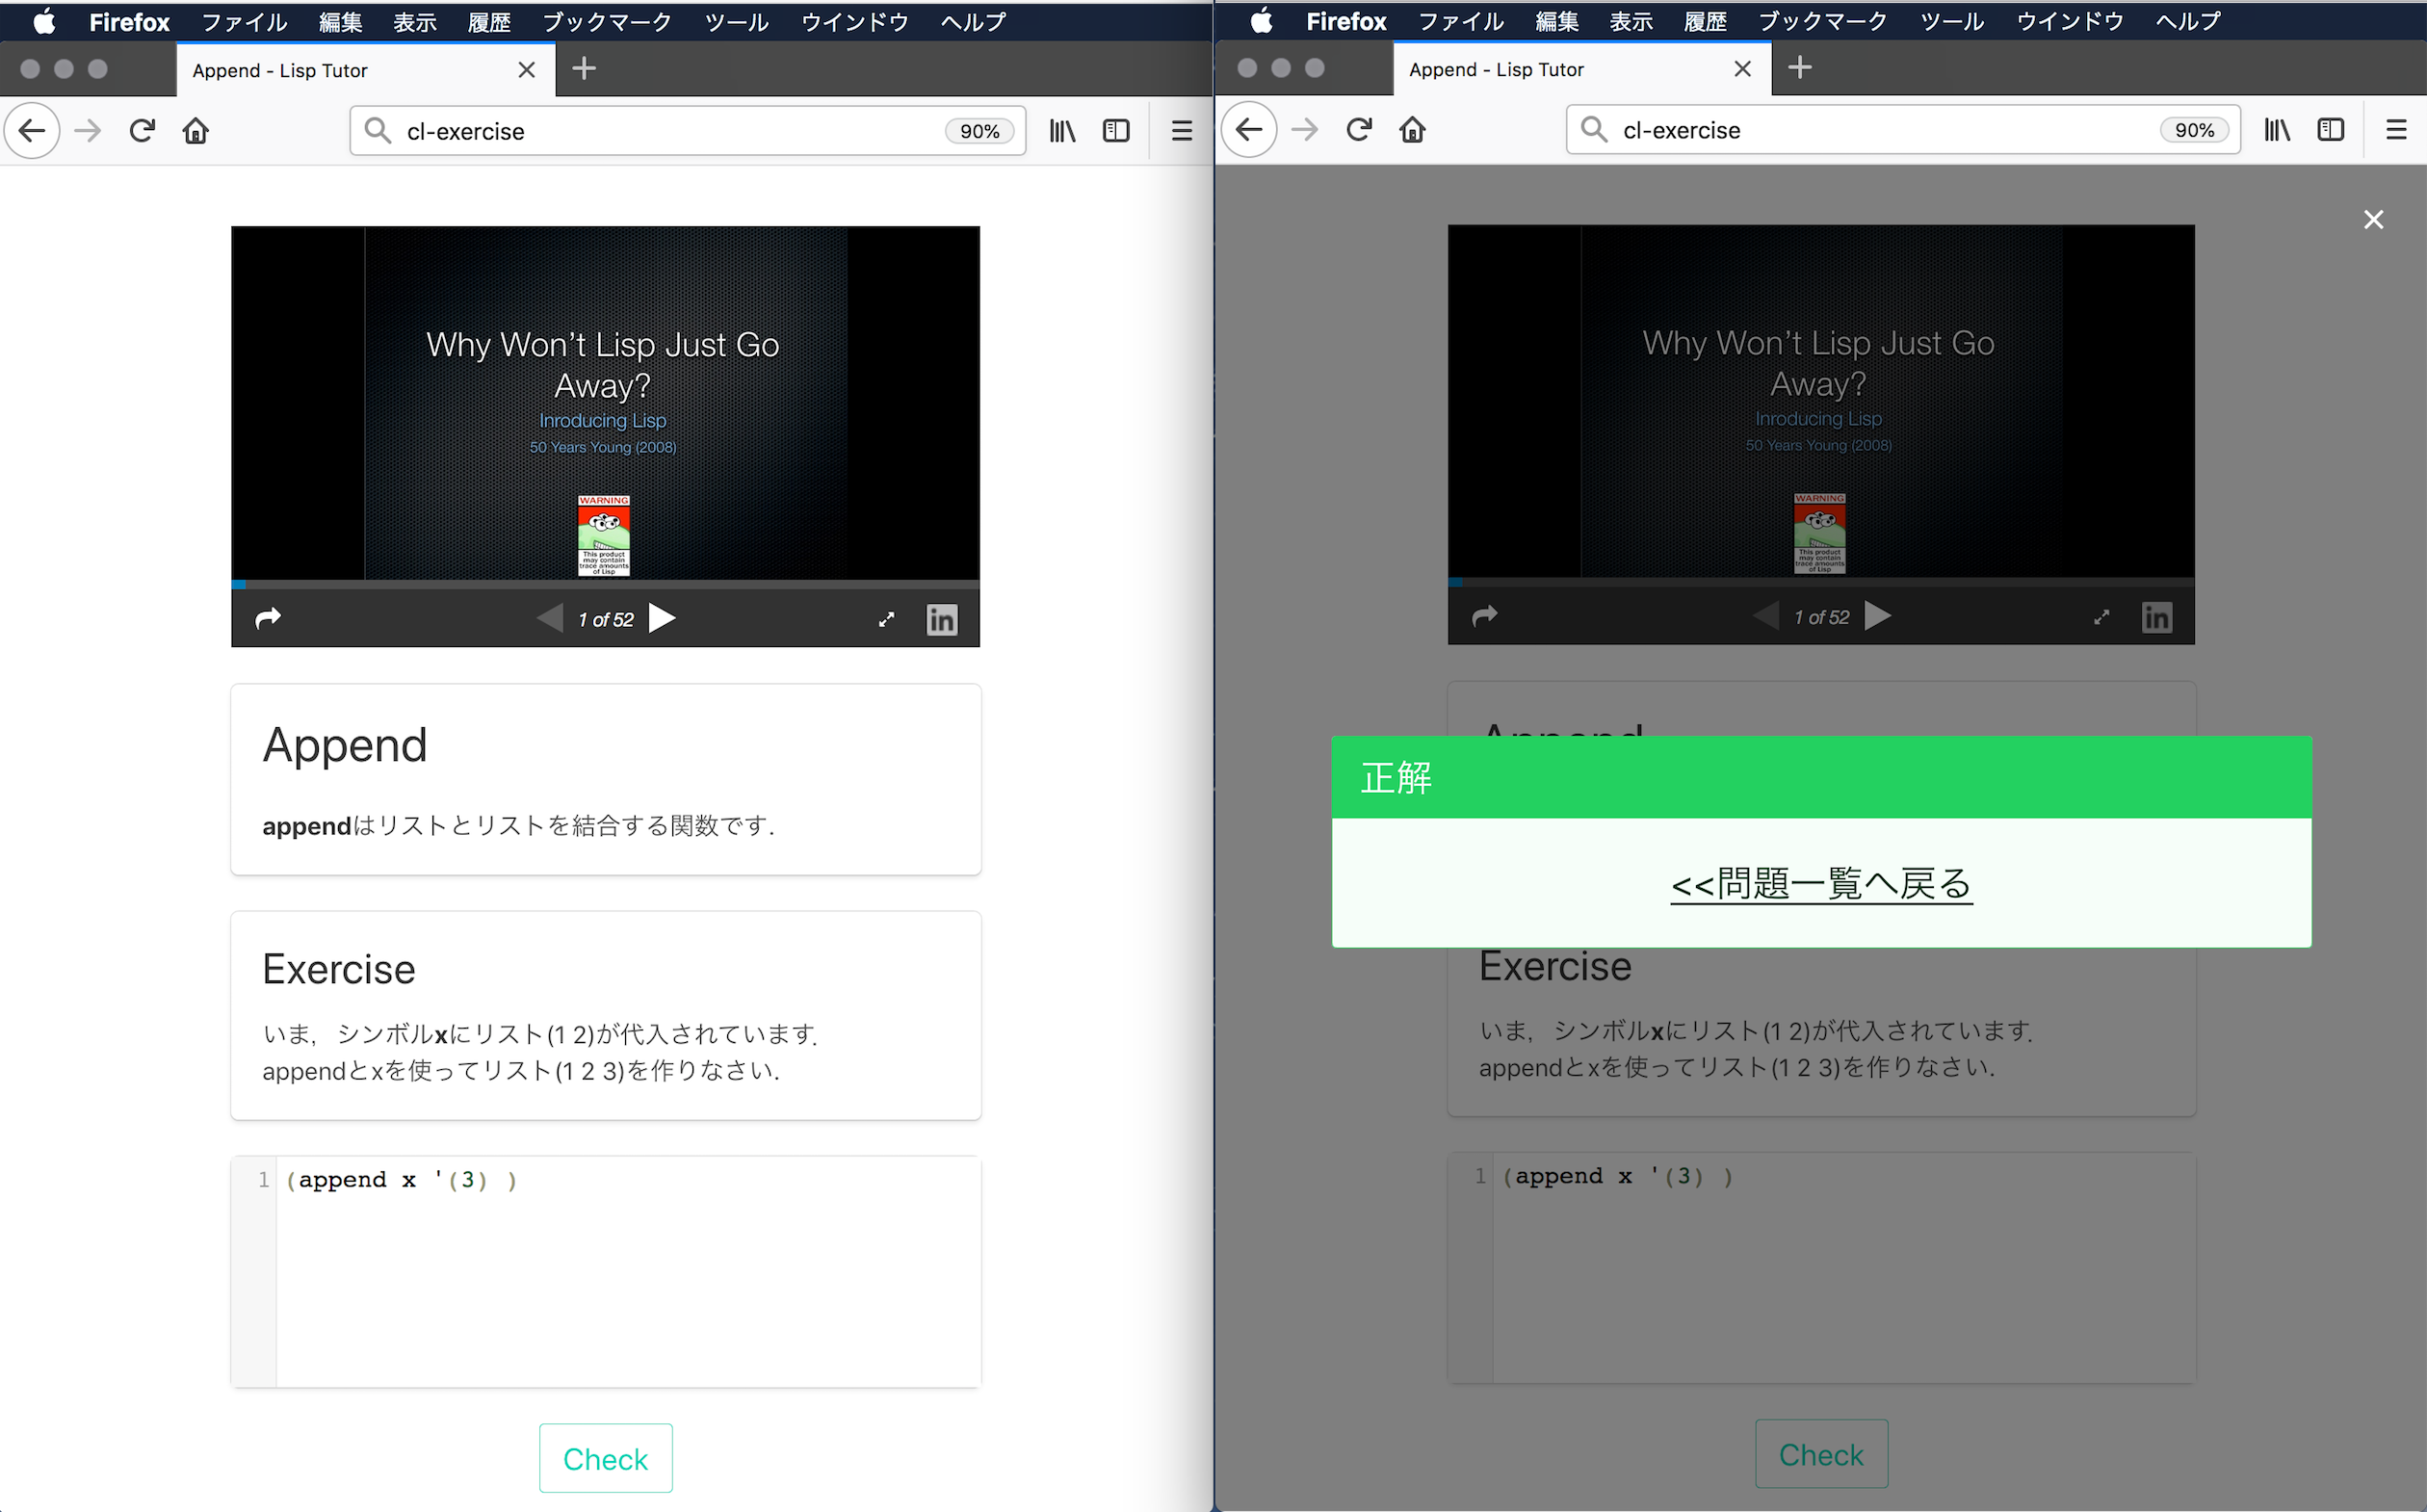 Firefox ファイル 編集 表示 履歴 ブックマーク ツール ウインドウ ヘルプ
Append - Lisp Tutor
cl-exercise 90%
Why Won't Lisp Just Go
Away?
Inroducing Lisp
50 Years Young (2008)
WARNING
This product
may contain
trace amounts
of Lisp
1 of 52
in
Append
appendはリストとリストを結合する関数です．
Exercise
いま，シンボルxにリスト(1 2)が代入されています．
appendとxを使ってリスト(1 2 3)を作りなさい．
1 (append x '(3) )
Check
Firefox ファイル 編集 表示 履歴 ブックマーク ツール ウインドウ ヘルプ
Append - Lisp Tutor
cl-exercise 90%
Why Won't Lisp Just Go
Away?
Inroducing Lisp
50 Years Young (2008)
WARNING
This product
may contain
trace amounts
of Lisp
1 of 52
in
Append
正解
<<問題一覧へ戻る
Exercise
いま，シンボルxにリスト(1 2)が代入されています．
appendとxを使ってリスト(1 2 3)を作りなさい．
1 (append x '(3) )
Check